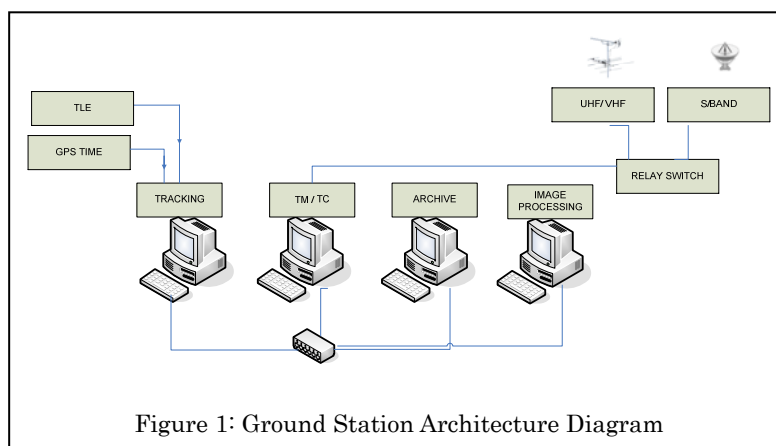 UHF/ VHF
S/BAND
TLE
GPS TIME
RELAY SWITCH
TRACKING
TM / TC
ARCHIVE
IMAGE
PROCESSING
Figure 1: Ground Station Architecture Diagram